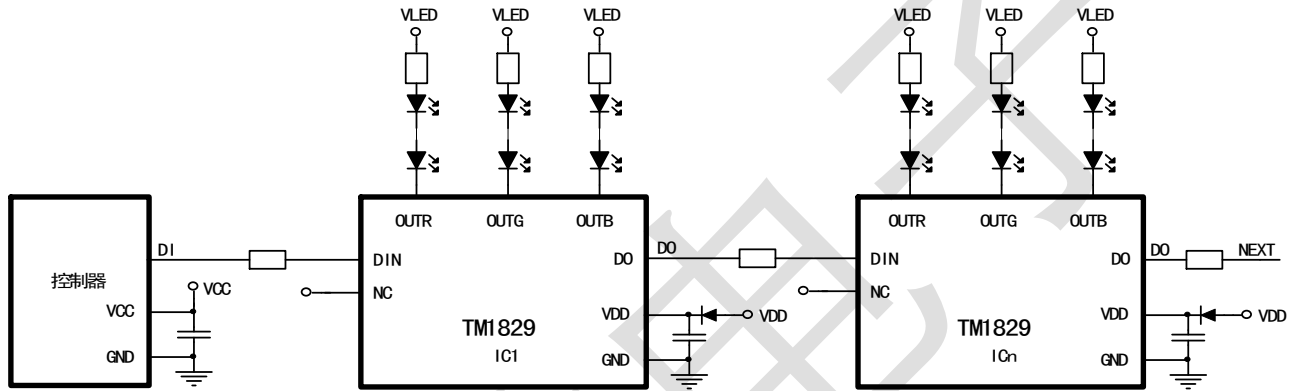 VLED VLED VLED VLED VLED VLED
OUTR OUTG OUTB OUTR OUTG OUTB
DI DIN DO DO DIN DO DO NEXT
控制器 VCC NC NC
VCC VDD VDD VDD VDD
TM1829 TM1829
GND IC1 GND ICn GND
电子